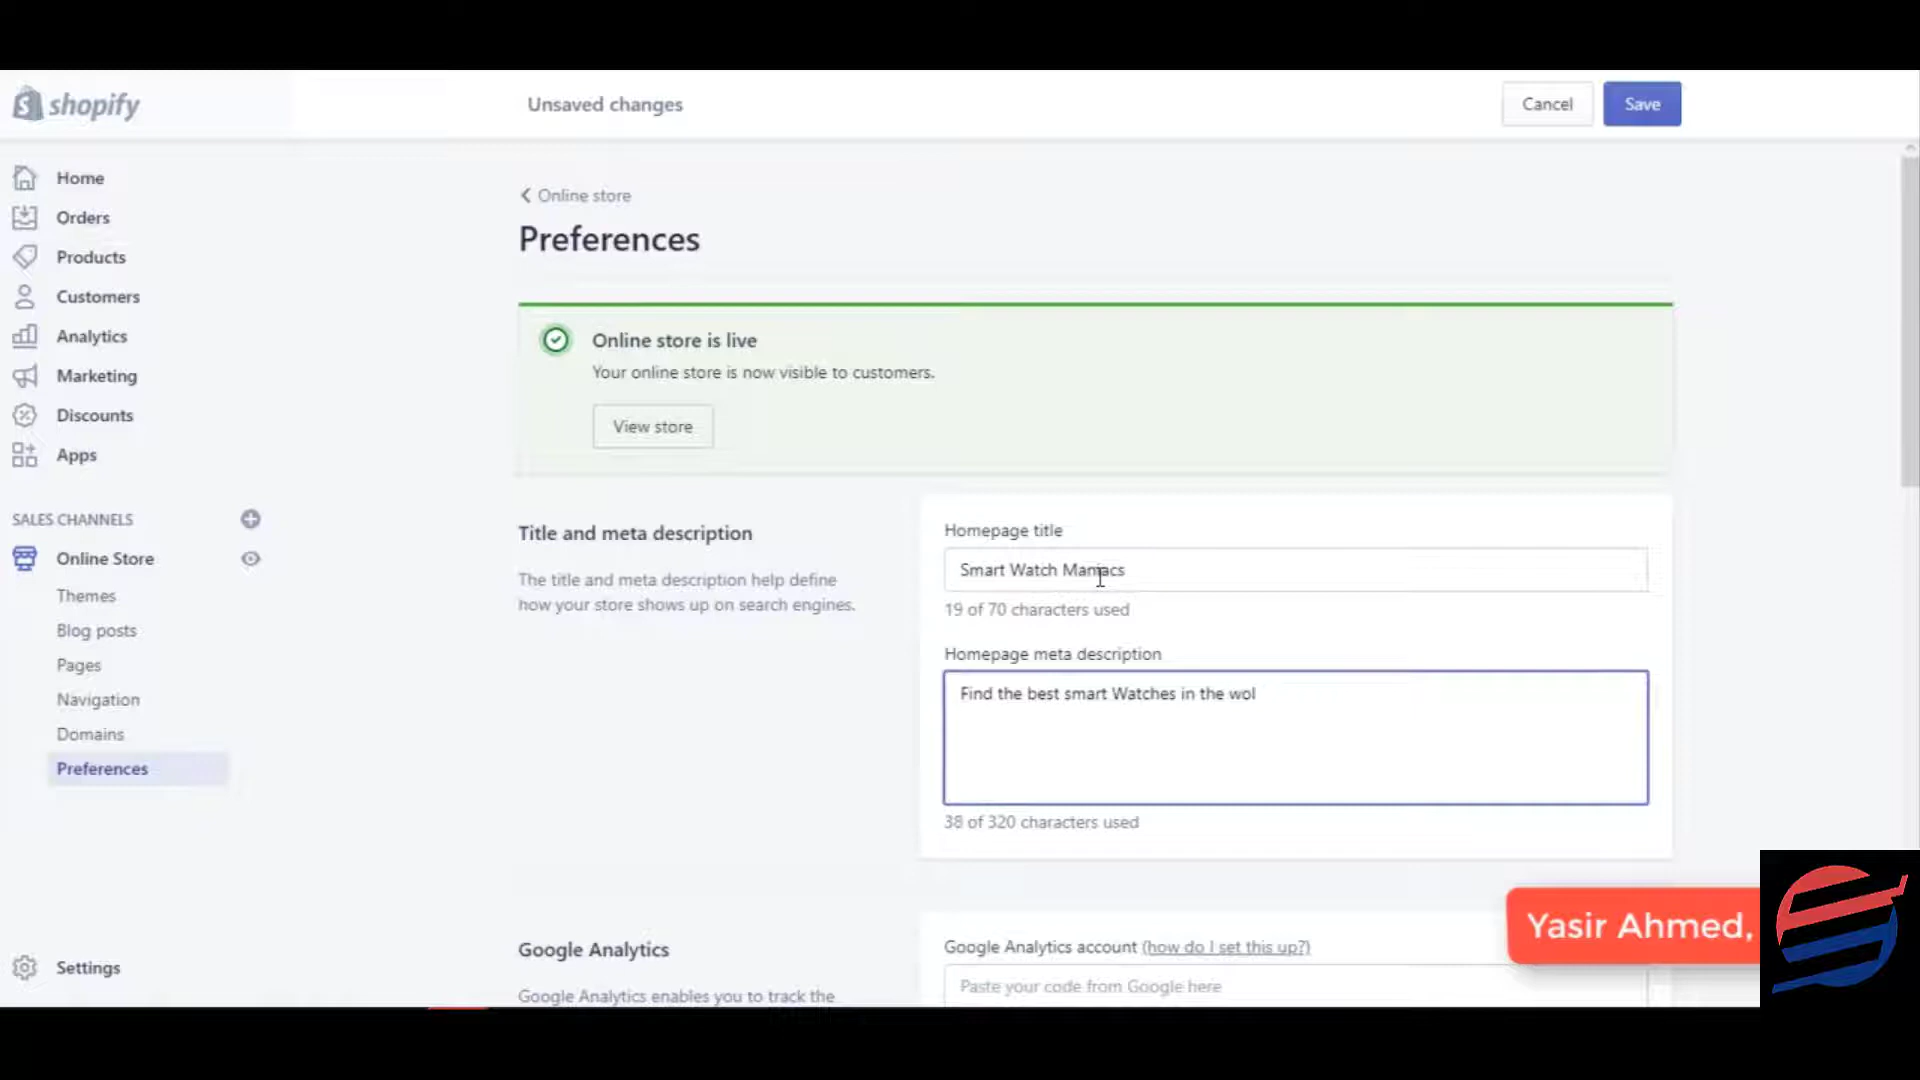 shopify
Unsaved changes
Cancel
Save
Home
Orders
Products
Customers
Analytics
Marketing
Discounts
Apps
SALES CHANNELS
Online Store
Themes
Blog posts
Pages
Navigation
Domains
Preferences
Settings
Online store
Preferences
Online store is live
Your online store is now visible to customers.
View store
Title and meta description
The title and meta description help define
how your store shows up on search engines.
Homepage title
Smart Watch Maniacs
19 of 70 characters used
Homepage meta description
Find the best smart Watches in the wol
38 of 320 characters used
Google Analytics
Google Analytics enables you to track the
Google Analytics account (how do I set this up?)
Paste your code from Google here
Yasir Ahmed,